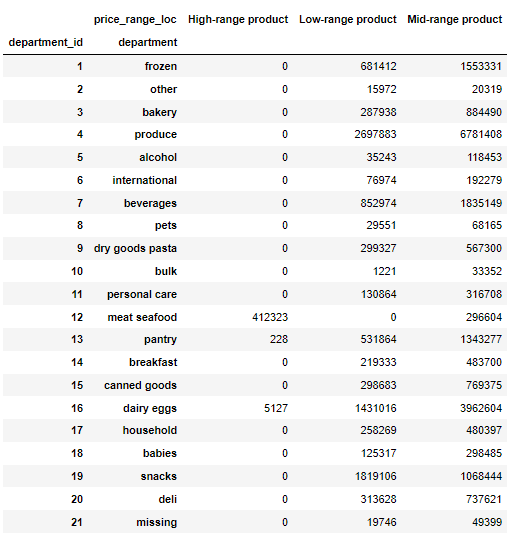 price_range_loc High-range product Low-range product Mid-range product
department_id department
1 frozen 0 681412 1553331
2 other 0 15972 20319
3 bakery 0 287938 884490
4 produce 0 2697883 6781408
5 alcohol 0 35243 118453
6 international 0 76974 192279
7 beverages 0 852974 1835149
8 pets 0 29551 68165
9 dry goods pasta 0 299327 567300
10 bulk 0 1221 33352
11 personal care 0 130864 316708
12 meat seafood 412323 0 296604
13 pantry 228 531864 1343277
14 breakfast 0 219333 483700
15 canned goods 0 298683 769375
16 dairy eggs 5127 1431016 3962604
17 household 0 258269 480397
18 babies 0 125317 298485
19 snacks 0 1819106 1068444
20 deli 0 313628 737621
21 missing 0 19746 49399